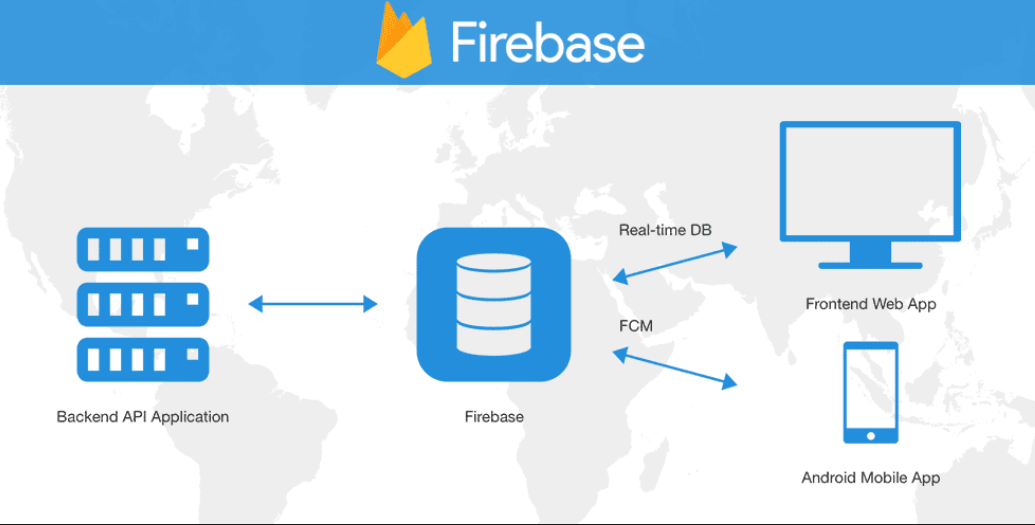 Firebase
Real-time DB
Frontend Web App
FCM
Backend API Application
Firebase
Android Mobile App